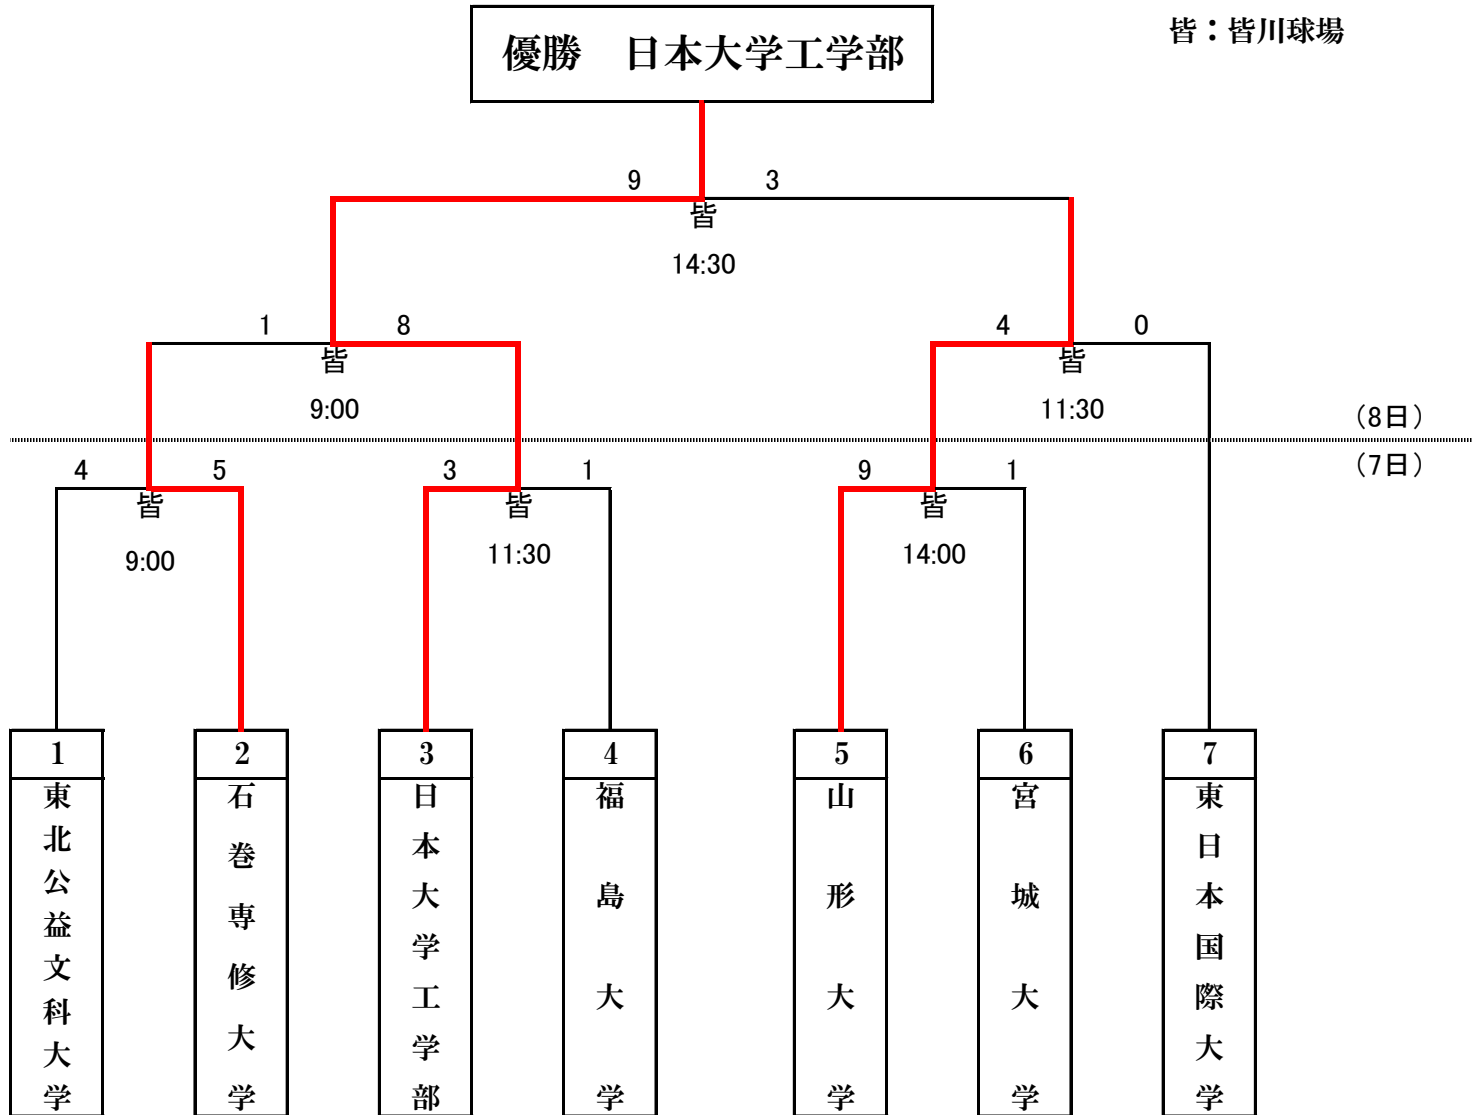 優勝　日本大学工学部
皆：皆川球場
9 3
皆
14:30
1 8 4 0
皆 皆
9:00 11:30
（8日）
（7日）
4 5 3 1 9 1
皆 皆 皆
9:00 11:30 14:00
1 2 3 4 5 6 7
東北公益文科大学
石巻専修大学
日本大学工学部
福島大学
山形大学
宮城大学
東日本国際大学